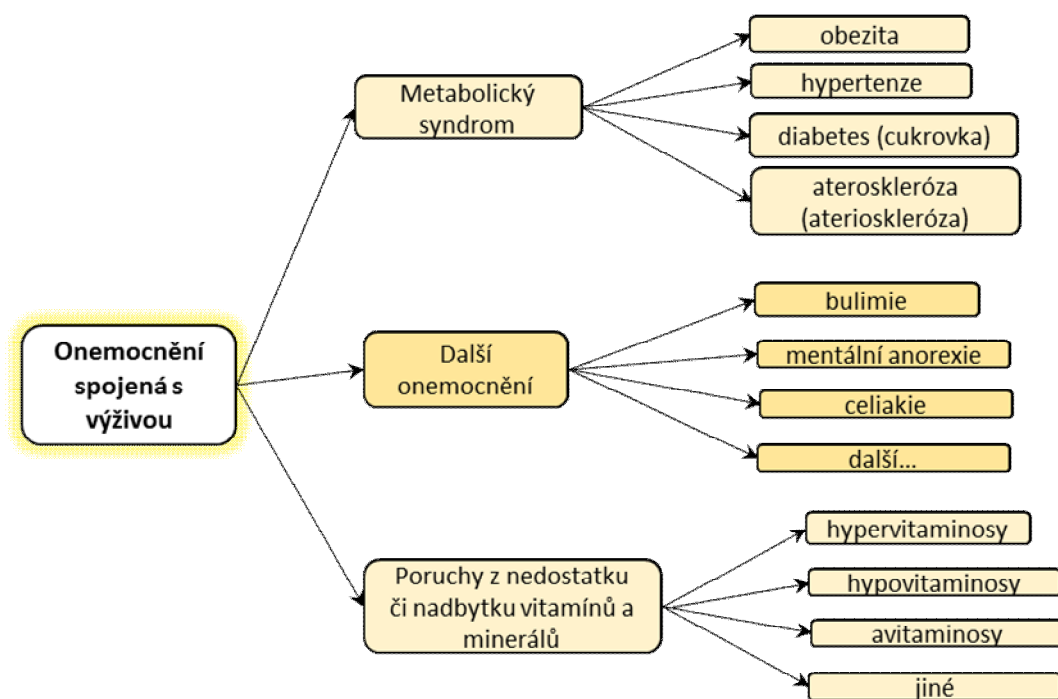 Onemocnění
spojená s
výživou
Metabolický
syndrom
obezita
hypertenze
diabetes (cukrovka)
ateroskleróza
(aterioskleróza)
Další
onemocnění
bulimie
mentální anorexie
celiakie
další...
Poruchy z nedostatku
či nadbytku vitamínů a
minerálů
hypervitaminosy
hypovitaminosy
avitaminosy
jiné